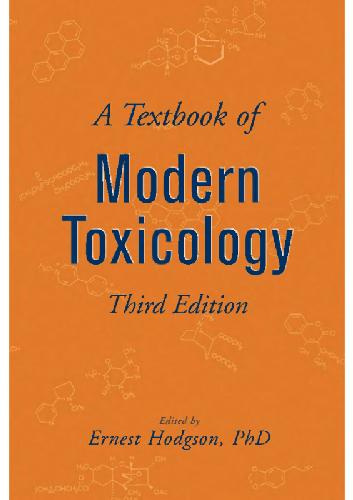 A Textbook of
Modern
Toxicology
Third Edition
Edited by
Ernest Hodgson, PhD